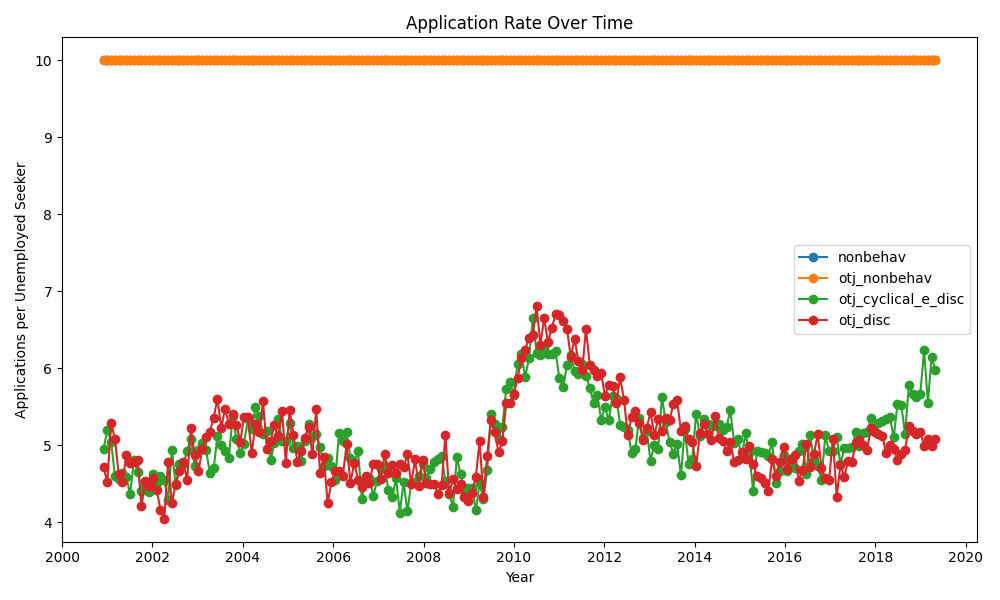 Application Rate Over Time
Applications per Unemployed Seeker
10
9
8
7
6
5
4
nonbehav
otj_nonbehav
otj_cyclical_e_disc
otj_disc
2000 2002 2004 2006 2008 2010 2012 2014 2016 2018 2020
Year